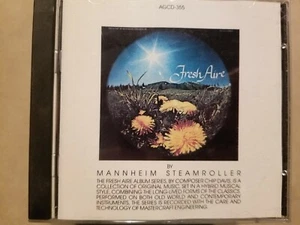 AGCD-355
Fresh Aire
BY
MANNHEIM STEAMROLLER
THE FRESH AIRE ALBUM SERIES, BY COMPOSER CHIP DAVIS, IS A
COLLECTION OF ORIGINAL MUSIC, SET IN A HYBRID MUSICAL
STYLE, COMBINING THE LONG-LIVED FORMS OF THE CLASSICS,
PERFORMED ON BOTH OLD WORLD AND CONTEMPORARY
INSTRUMENTS, THE SERIES IS RECORDED WITH THE CARE AND
TECHNOLOGY OF MASTERCRAFT ENGINEERING.